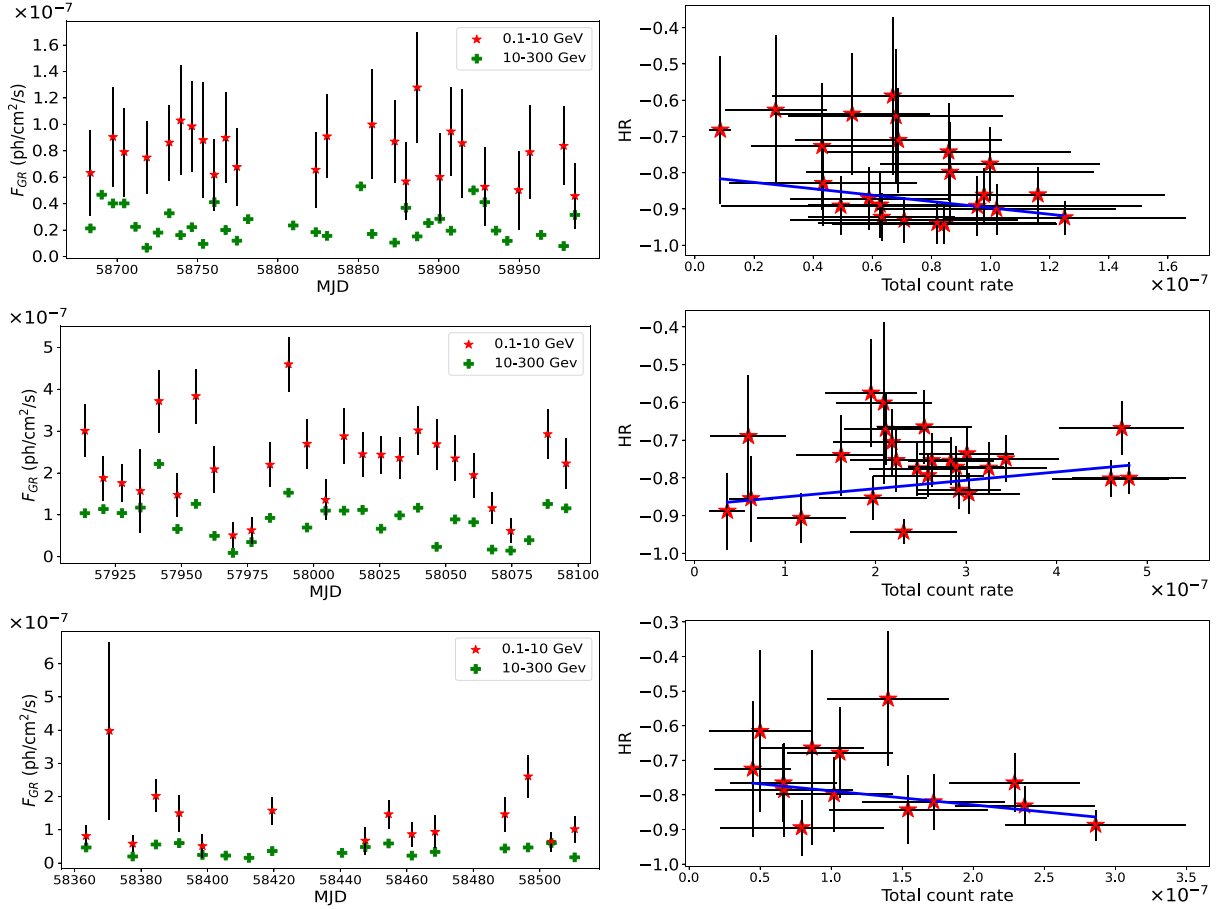 ×10⁻⁷
1.6
1.4
1.2
1.0
0.8
0.6
0.4
0.2
0.0
F_GR (ph/cm²/s)
0.1-10 GeV
10-300 Gev
58700 58750 58800 58850 58900 58950
MJD
−0.4
−0.5
−0.6
−0.7
−0.8
−0.9
−1.0
HR
0.0 0.2 0.4 0.6 0.8 1.0 1.2 1.4 1.6
Total count rate
×10⁻⁷
×10⁻⁷
5
4
3
2
1
0
F_GR (ph/cm²/s)
0.1-10 GeV
10-300 Gev
57925 57950 57975 58000 58025 58050 58075 58100
MJD
−0.4
−0.5
−0.6
−0.7
−0.8
−0.9
−1.0
HR
0 1 2 3 4 5
Total count rate
×10⁻⁷
×10⁻⁷
6
5
4
3
2
1
0
F_GR (ph/cm²/s)
0.1-10 GeV
10-300 Gev
58360 58380 58400 58420 58440 58460 58480 58500
MJD
−0.3
−0.4
−0.5
−0.6
−0.7
−0.8
−0.9
−1.0
HR
0.0 0.5 1.0 1.5 2.0 2.5 3.0 3.5
Total count rate
×10⁻⁷